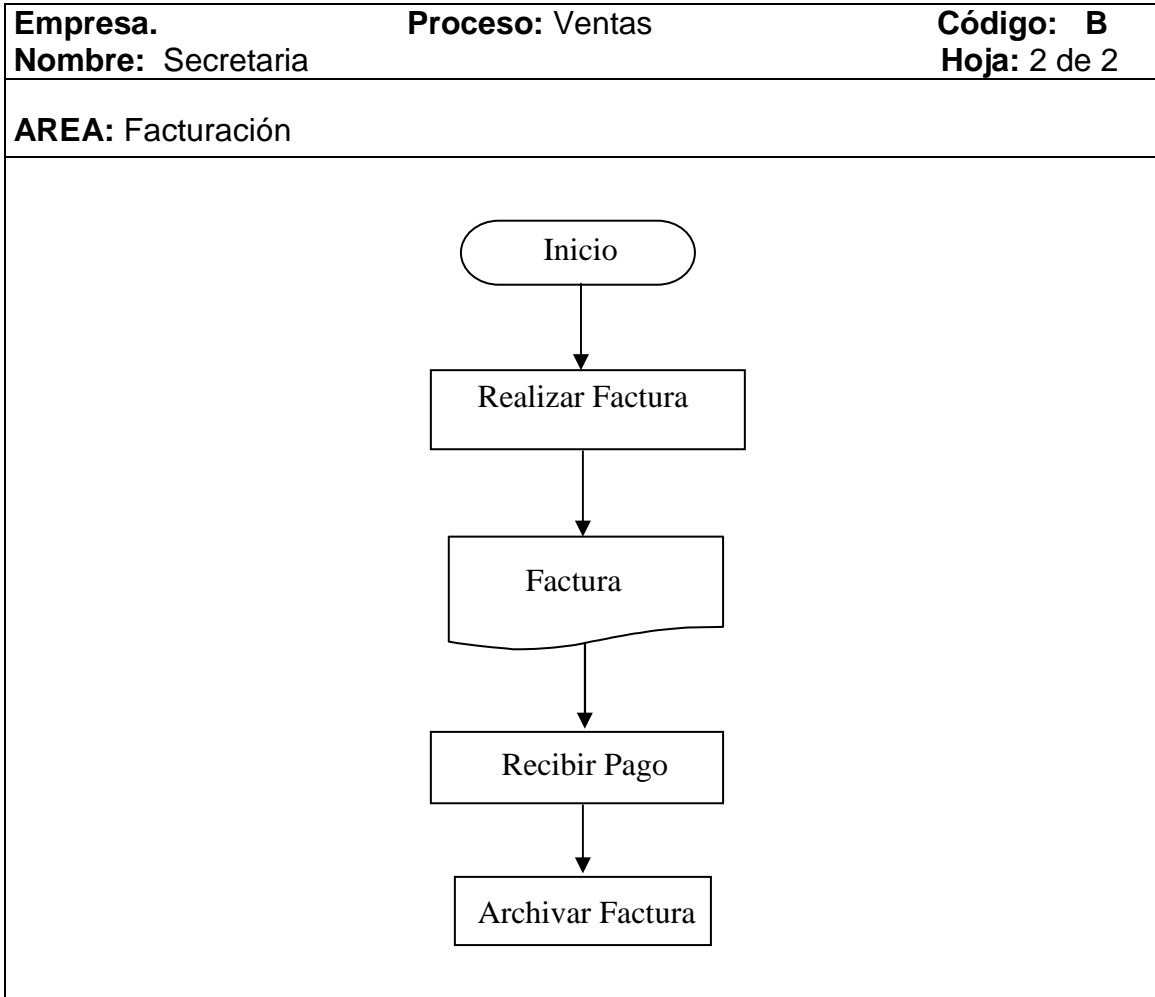 Empresa. Proceso: Ventas Código: B
Nombre: Secretaria Hoja: 2 de 2
AREA: Facturación
Inicio
Realizar Factura
Factura
Recibir Pago
Archivar Factura